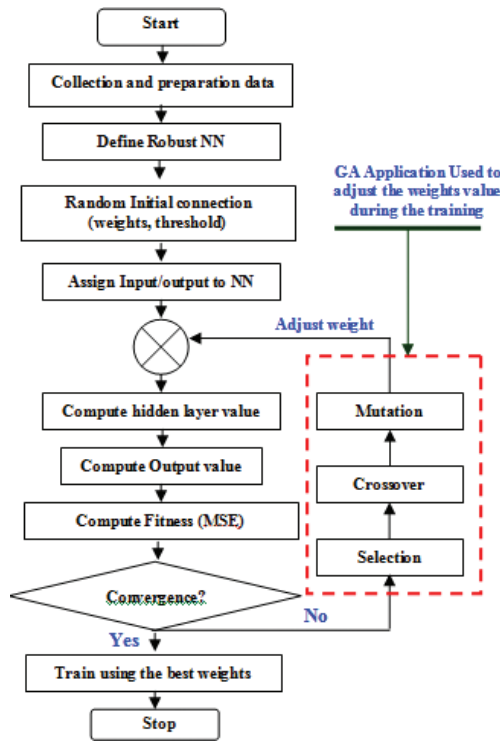 Start
Collection and preparation data
Define Robust NN
Random Initial connection
(weights, threshold)
Assign Input/output to NN
Compute hidden layer value
Compute Output value
Compute Fitness (MSE)
Convergence?
Yes
No
Train using the best weights
Stop
GA Application Used to
adjust the weights value
during the training
Adjust weight
Mutation
Crossover
Selection